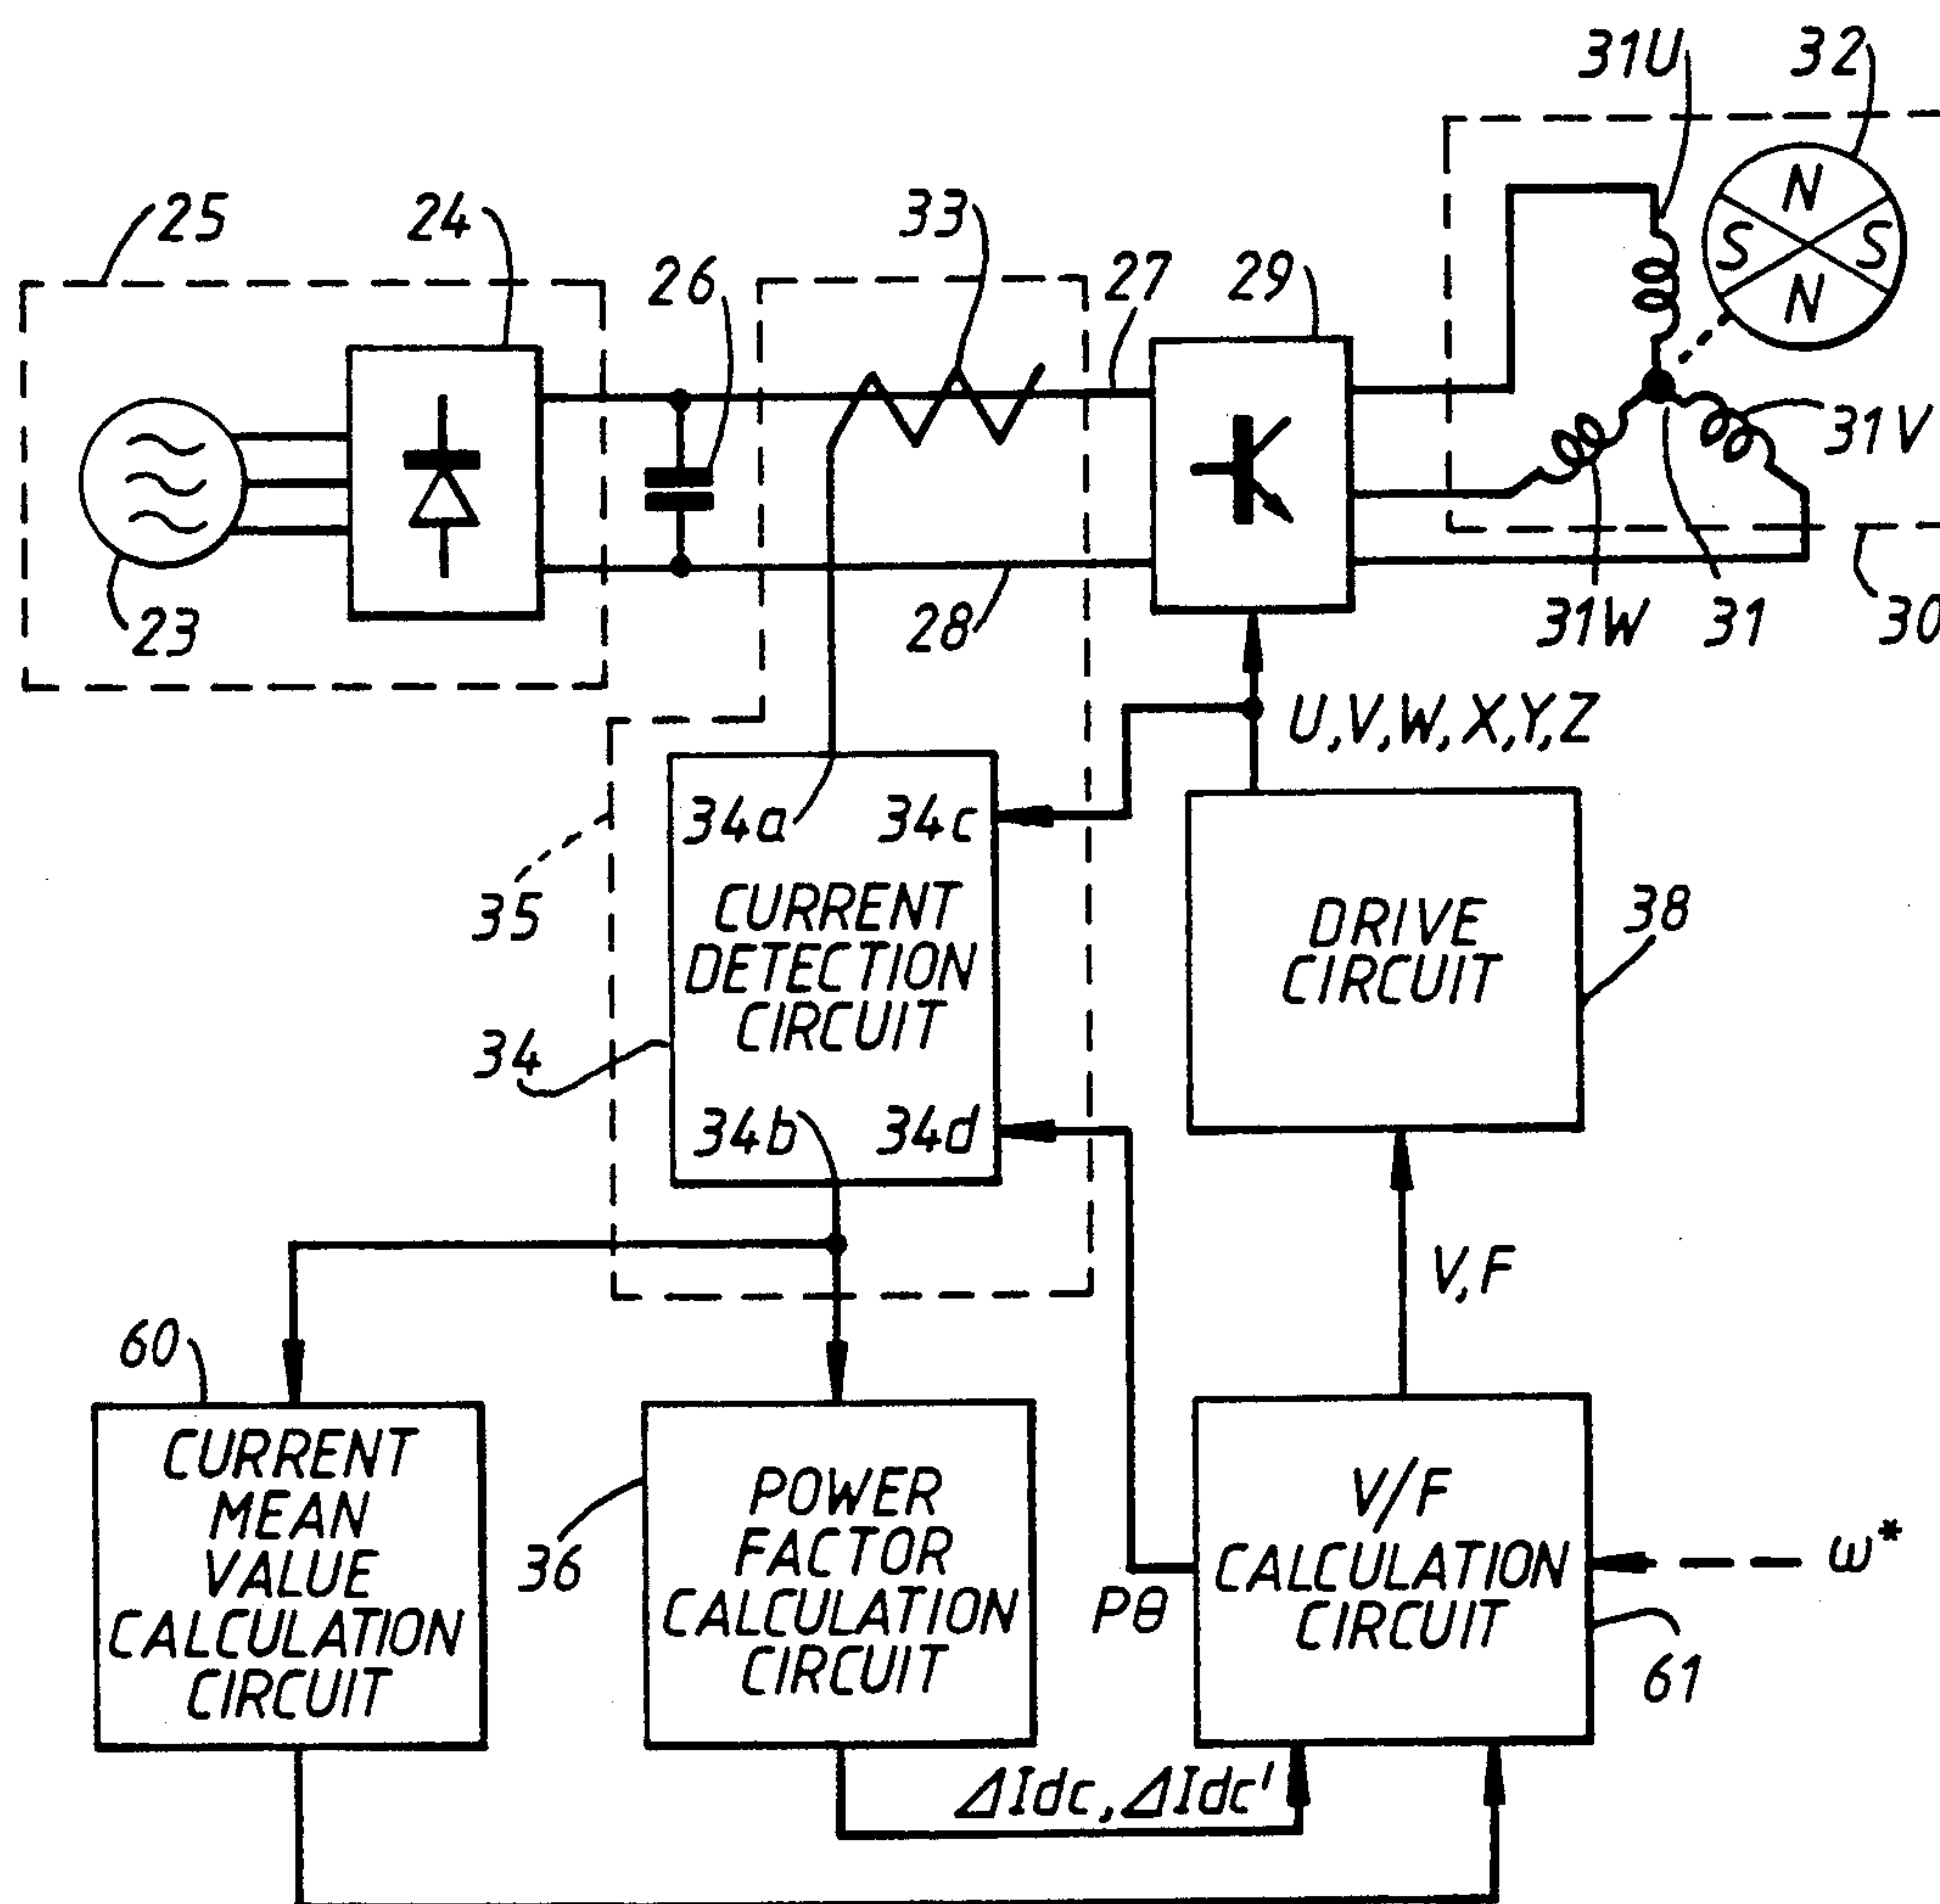 31U
32
N
S
S
N
25
24
33
26
27
29
31V
23
28
31W
31
30
U,V,W,X,Y,Z
34a
34c
35
CURRENT
DETECTION
CIRCUIT
DRIVE
CIRCUIT
38
34
34b
34d
V,F
60
CURRENT
MEAN
VALUE
CALCULATION
CIRCUIT
36
POWER
FACTOR
CALCULATION
CIRCUIT
Pθ
V/F
CALCULATION
CIRCUIT
ω*
61
ΔIdc,ΔIdc'